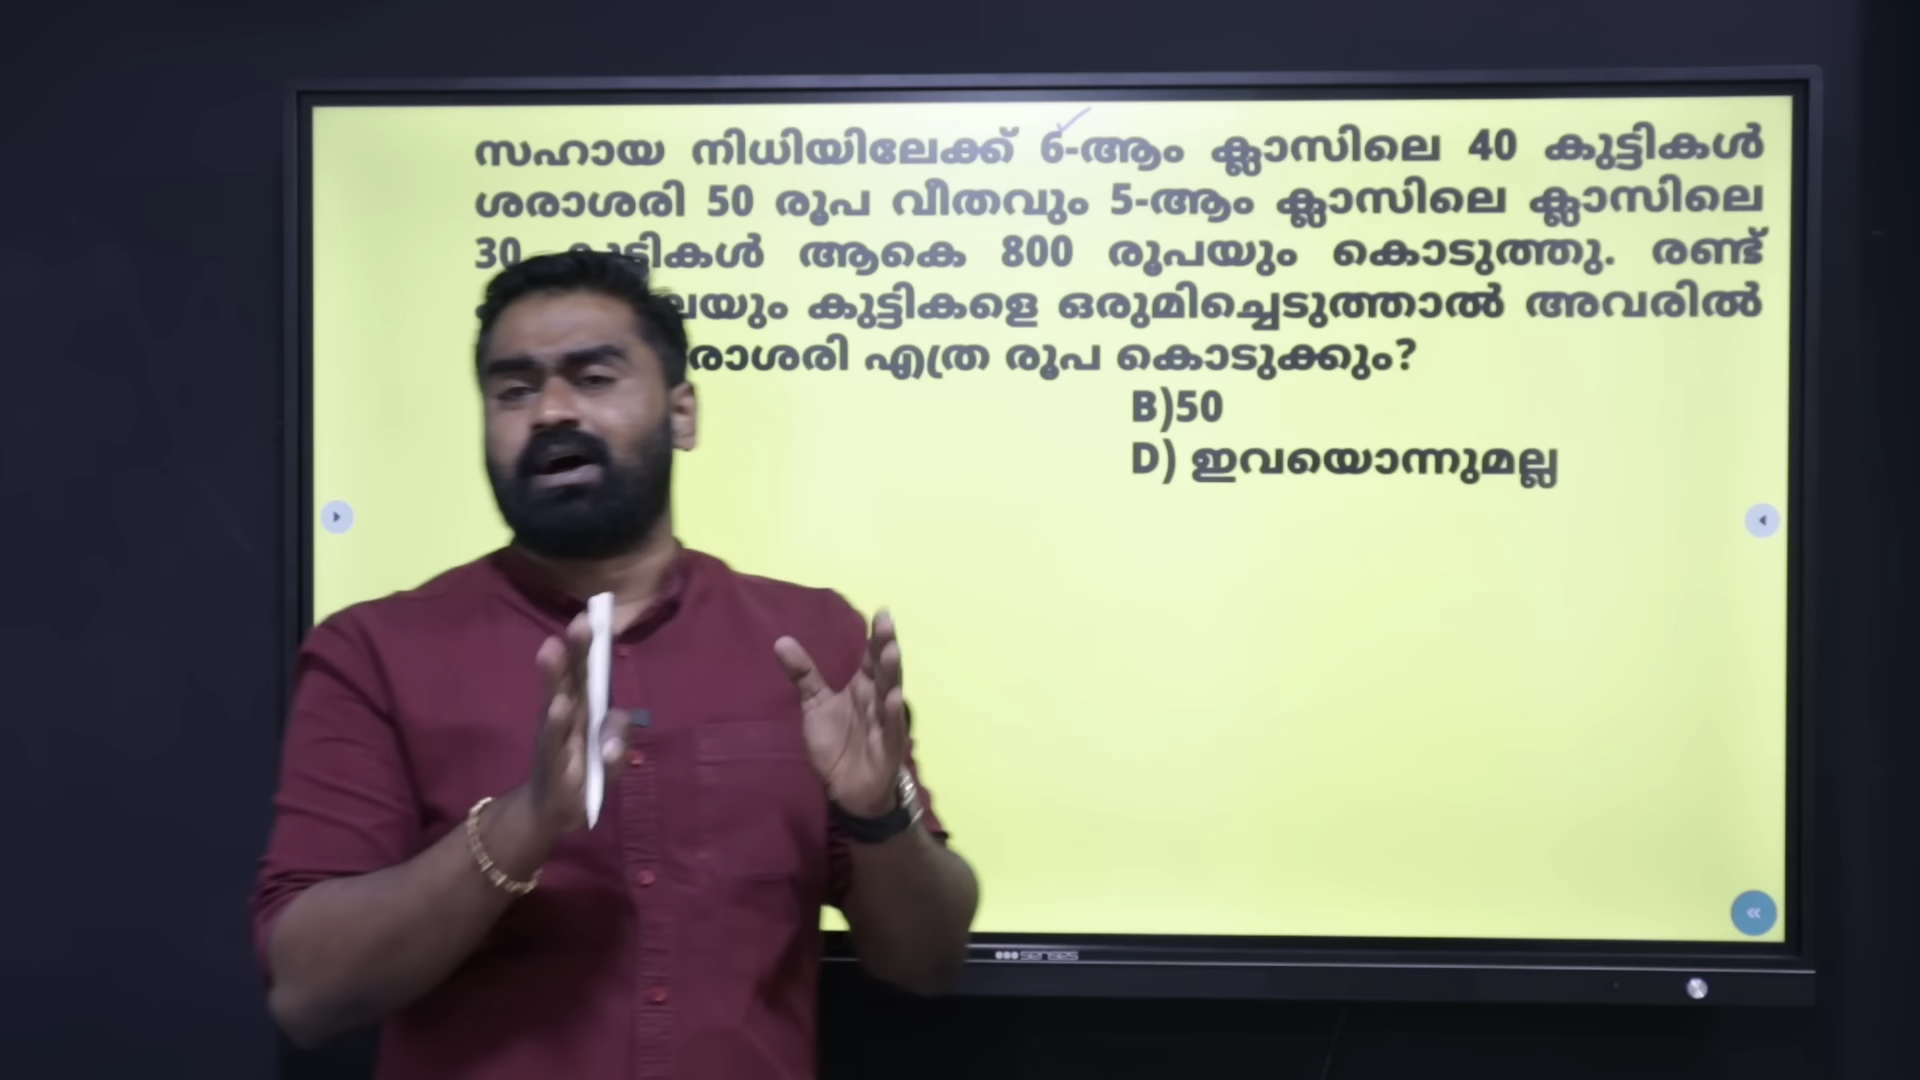 സഹായ നിധിയിലേക്ക് 6-ആം ക്ലാസിലെ 40 കുട്ടികൾ
ശരാശരി 50 രൂപ വീതവും 5-ആം ക്ലാസിലെ ക്ലാസിലെ
30 കുട്ടികൾ ആകെ 800 രൂപയും കൊടുത്തു. രണ്ട്
കുട്ടികളെ ഒരുമിച്ചെടുത്താൽ അവരിൽ
എത്ര രൂപ കൊടുക്കും?
B)50
D) ഇവയൊന്നുമല്ല
senses